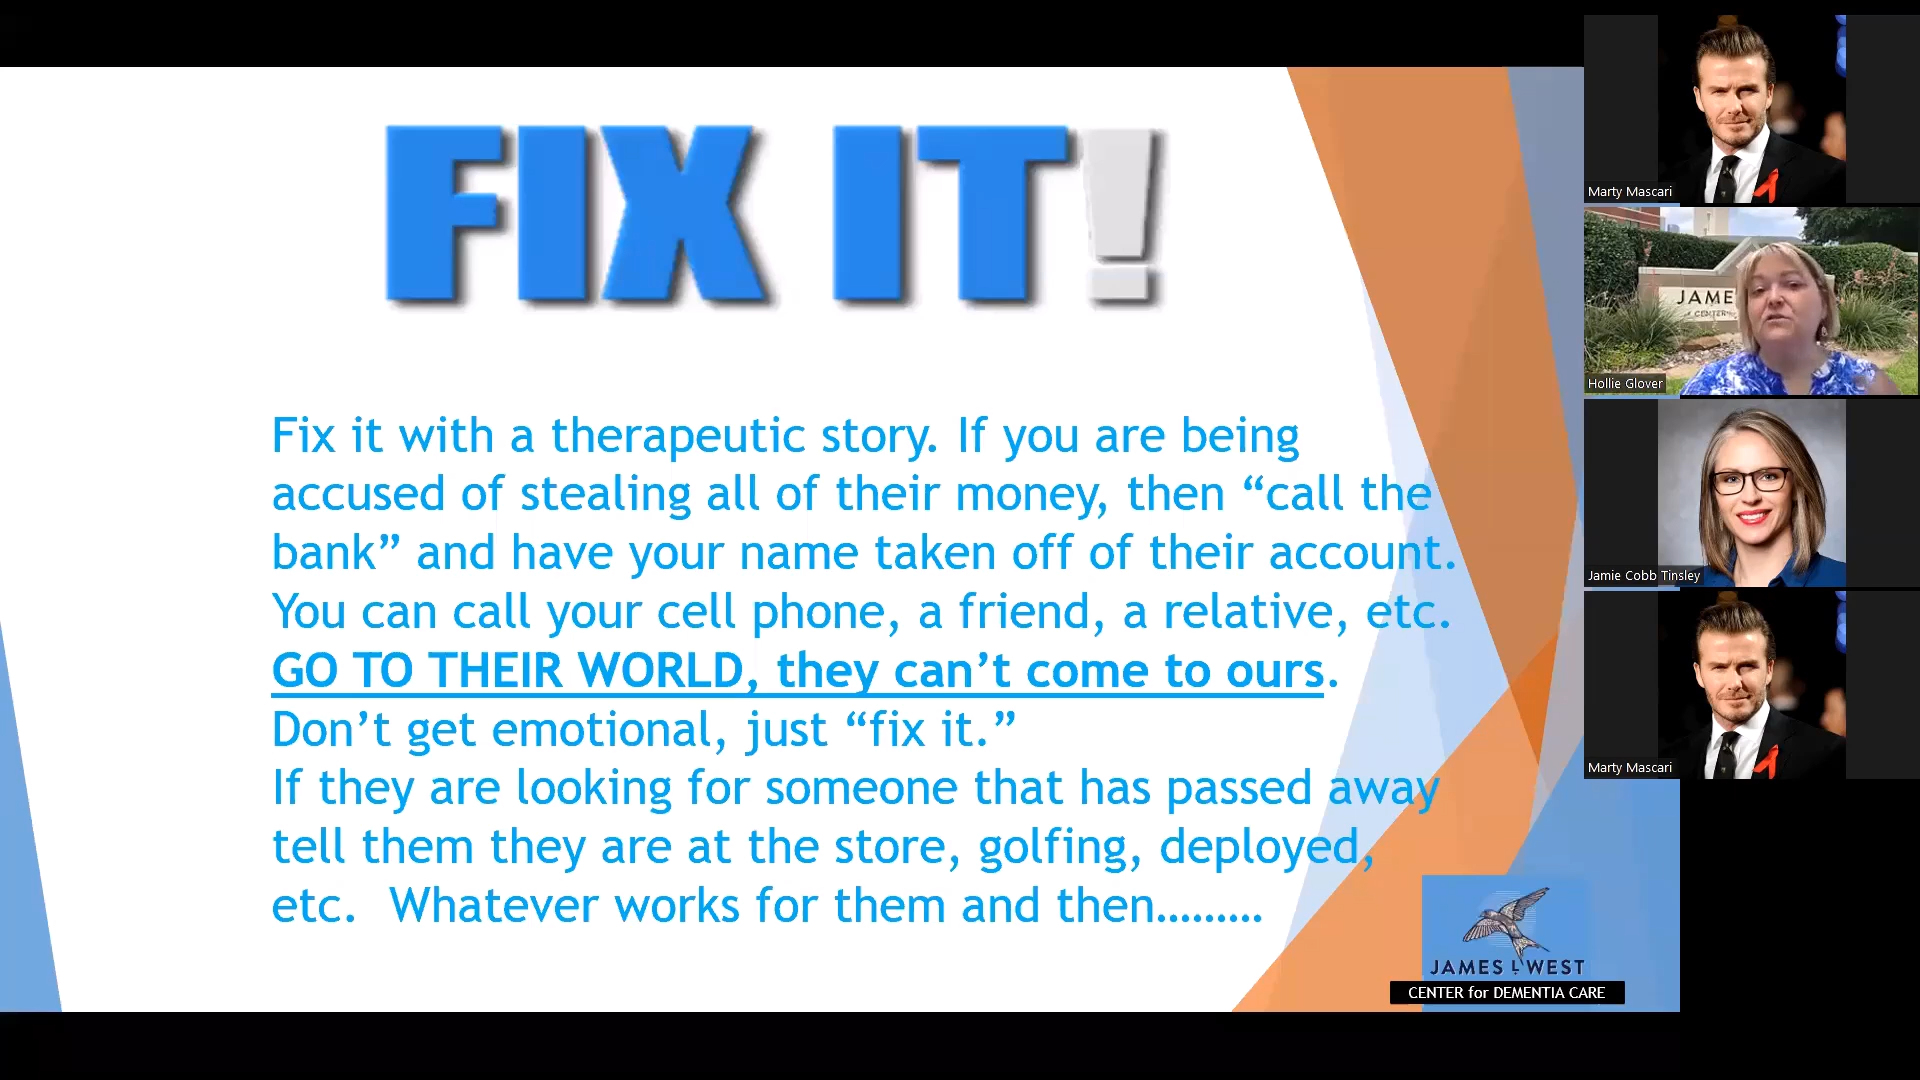 FIX IT!
Fix it with a therapeutic story. If you are being
accused of stealing all of their money, then “call the
bank” and have your name taken off of their account.
You can call your cell phone, a friend, a relative, etc.
GO TO THEIR WORLD, they can’t come to ours.
Don’t get emotional, just “fix it.”
If they are looking for someone that has passed away
tell them they are at the store, golfing, deployed,
etc.  Whatever works for them and then.........
JAMES L WEST
CENTER for DEMENTIA CARE
Marty Mascari
JAME
CENTER
Hollie Glover
Jamie Cobb Tinsley
Marty Mascari